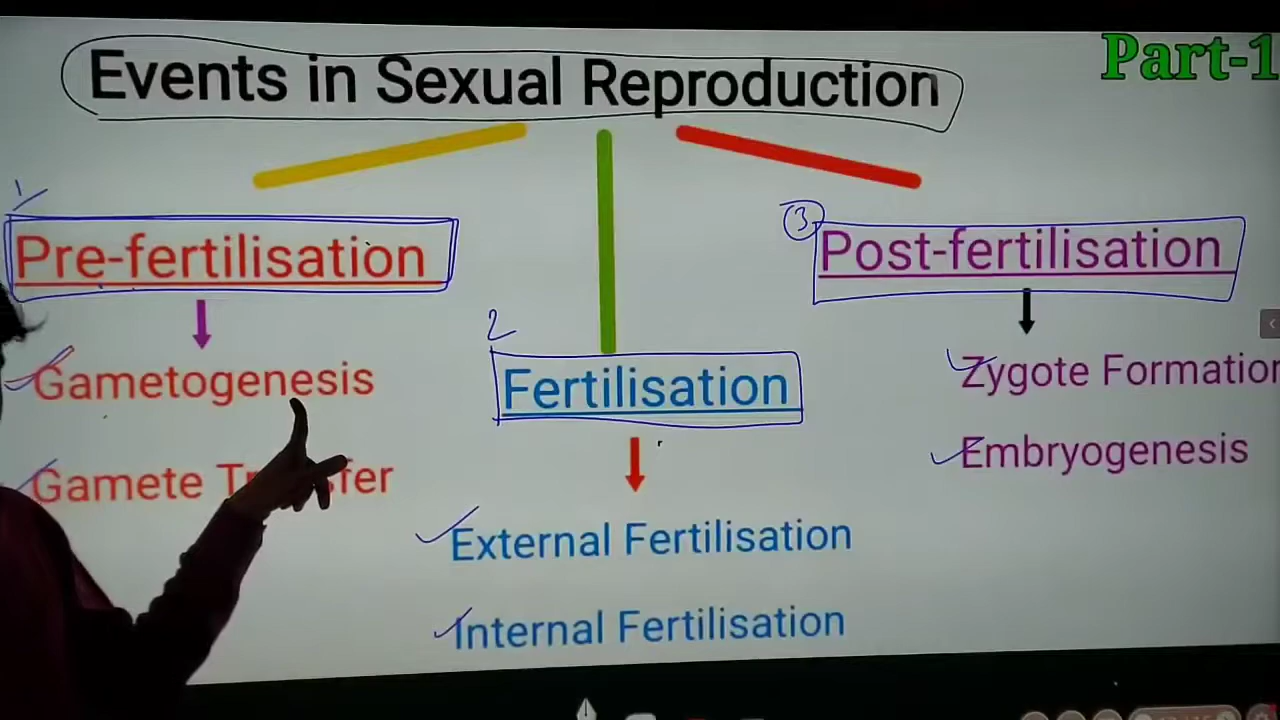 Part-1
Events in Sexual Reproduction
1
Pre-fertilisation
Gametogenesis
Gamete Transfer
2
Fertilisation
External Fertilisation
Internal Fertilisation
3
Post-fertilisation
Zygote Formation
Embryogenesis